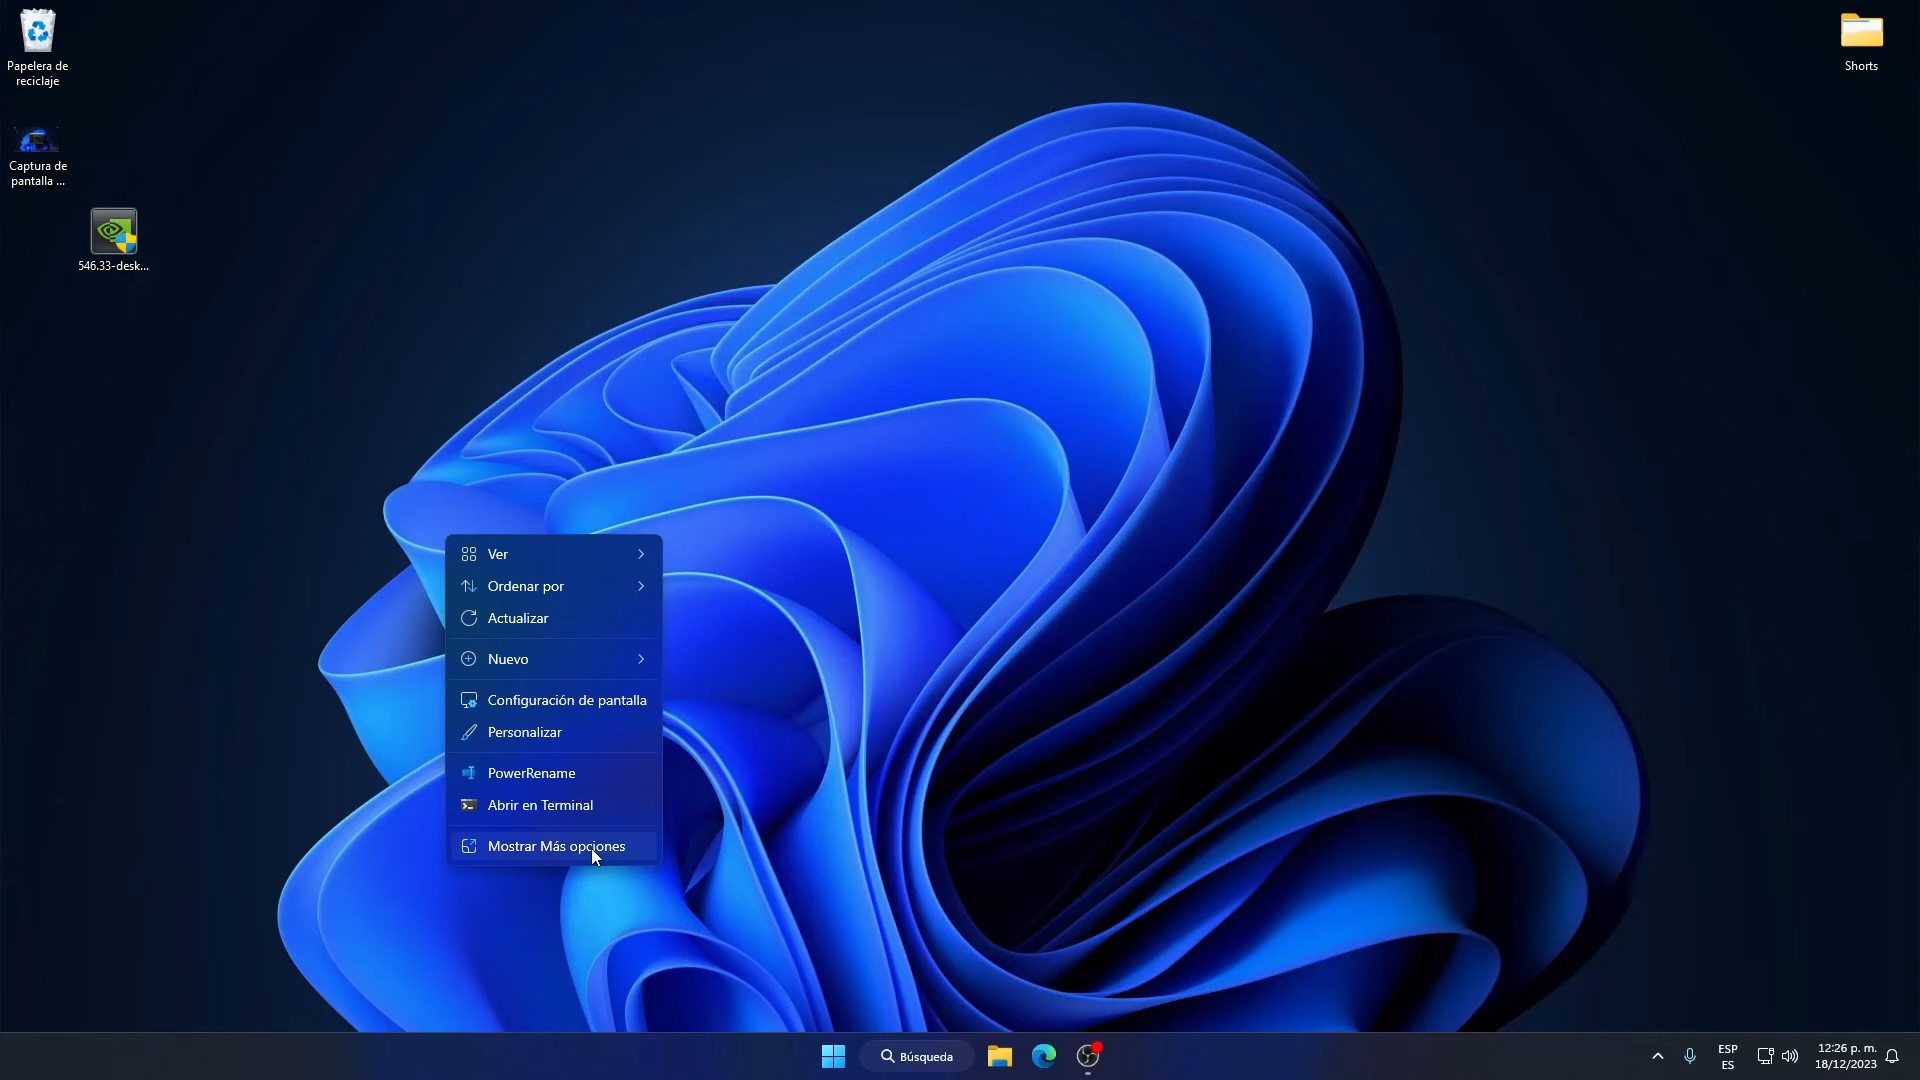 Papelera de
reciclaje
Shorts
Captura de
pantalla ...
546.33-desk...
Ver
Ordenar por
Actualizar
Nuevo
Configuración de pantalla
Personalizar
PowerRename
Abrir en Terminal
Mostrar Más opciones
Búsqueda
ESP
ES
12:26 p. m.
18/12/2023